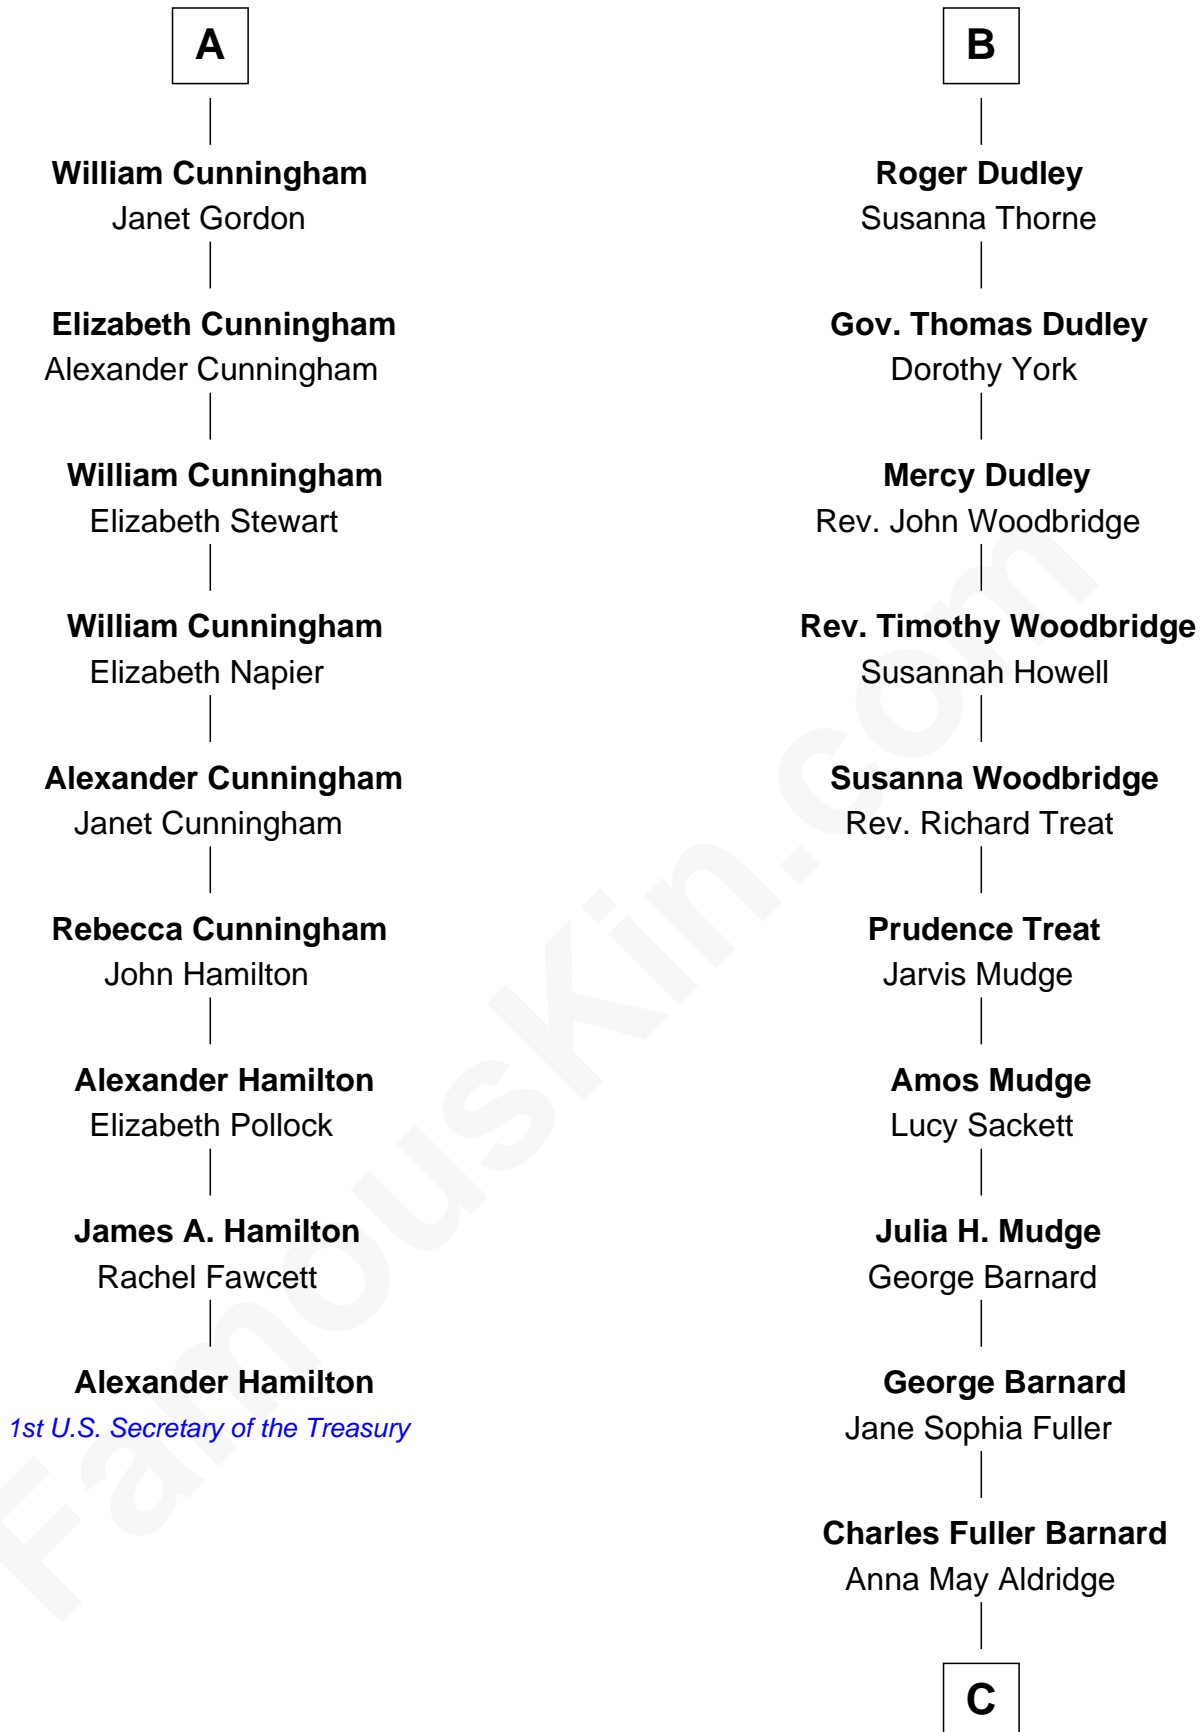 A
William Cunningham
Janet Gordon
Elizabeth Cunningham
Alexander Cunningham
William Cunningham
Elizabeth Stewart
William Cunningham
Elizabeth Napier
Alexander Cunningham
Janet Cunningham
Rebecca Cunningham
John Hamilton
Alexander Hamilton
Elizabeth Pollock
James A. Hamilton
Rachel Fawcett
Alexander Hamilton
1st U.S. Secretary of the Treasury
B
Roger Dudley
Susanna Thorne
Gov. Thomas Dudley
Dorothy York
Mercy Dudley
Rev. John Woodbridge
Rev. Timothy Woodbridge
Susannah Howell
Susanna Woodbridge
Rev. Richard Treat
Prudence Treat
Jarvis Mudge
Amos Mudge
Lucy Sackett
Julia H. Mudge
George Barnard
George Barnard
Jane Sophia Fuller
Charles Fuller Barnard
Anna May Aldridge
C
FamousKin.com